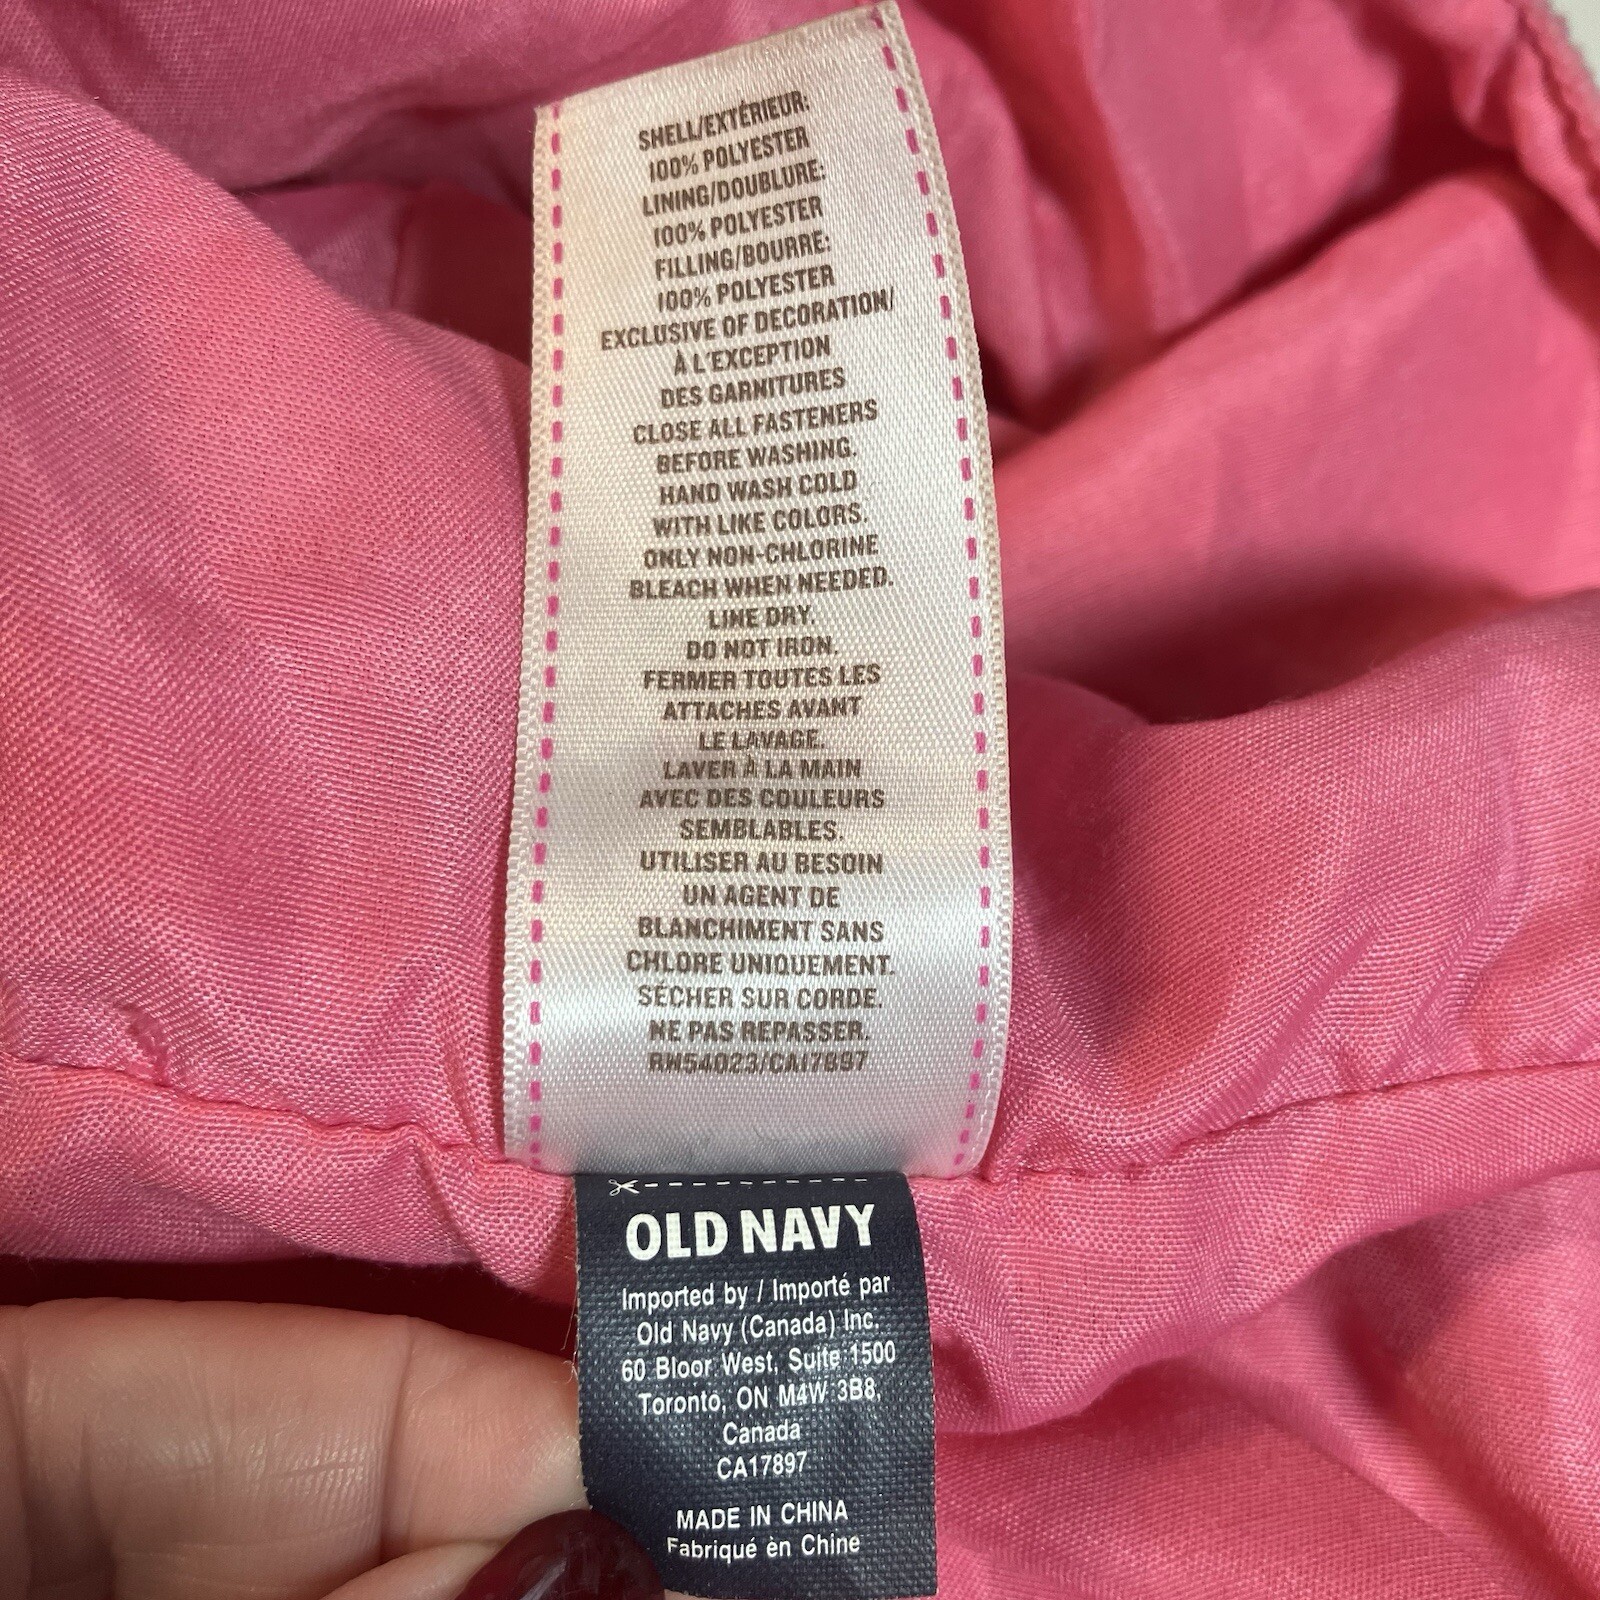 SHELL/EXTÉRIEUR:
100% POLYESTER
LINING/DOUBLURE:
100% POLYESTER
FILLING/BOURRE:
100% POLYESTER
EXCLUSIVE OF DECORATION/
À L'EXCEPTION
DES GARNITURES
CLOSE ALL FASTENERS
BEFORE WASHING.
HAND WASH COLD
WITH LIKE COLORS.
ONLY NON-CHLORINE
BLEACH WHEN NEEDED.
LINE DRY.
DO NOT IRON.
FERMER TOUTES LES
ATTACHES AVANT
LE LAVAGE.
LAVER À LA MAIN
AVEC DES COULEURS
SEMBLABLES.
UTILISER AU BESOIN
UN AGENT DE
BLANCHIMENT SANS
CHLORE UNIQUEMENT.
SÉCHER SUR CORDE.
NE PAS REPASSER.
RN54023/CA17897
OLD NAVY
Imported by / Importé par
Old Navy (Canada) Inc.
60 Bloor West, Suite 1500
Toronto, ON M4W 3B8,
Canada
CA17897
MADE IN CHINA
Fabriqué èn Chine